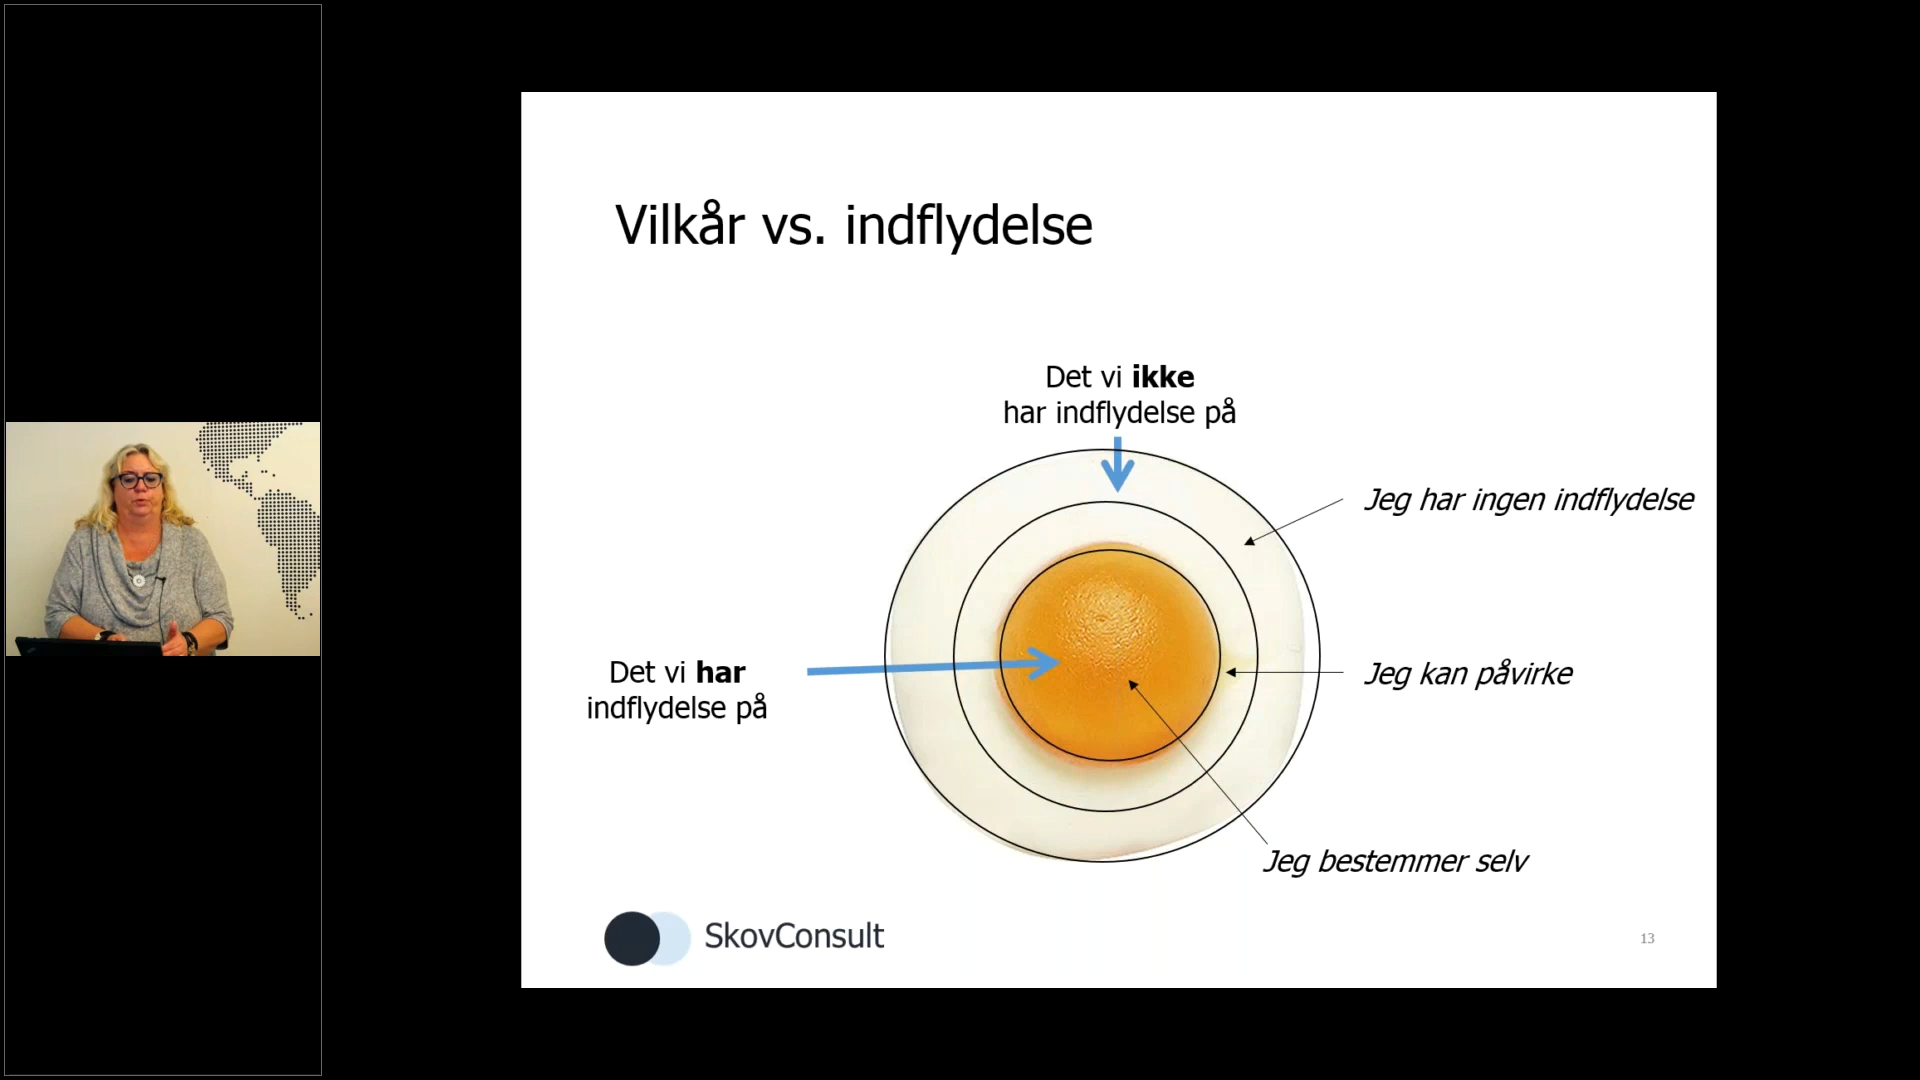 Vilkår vs. indflydelse
Det vi ikke
har indflydelse på
Jeg har ingen indflydelse
Det vi har
indflydelse på
Jeg kan påvirke
Jeg bestemmer selv
SkovConsult
13